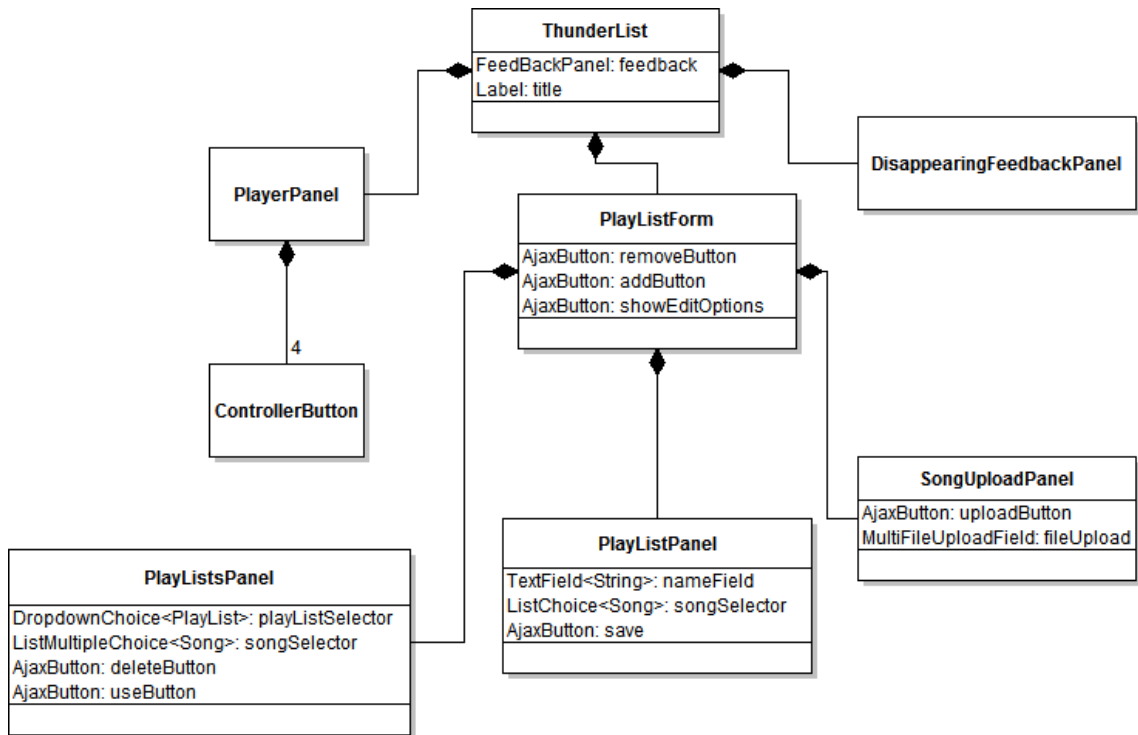 ThunderList
FeedBackPanel: feedback
Label: title
PlayerPanel
DisappearingFeedbackPanel
PlayListForm
AjaxButton: removeButton
AjaxButton: addButton
AjaxButton: showEditOptions
4
ControllerButton
SongUploadPanel
AjaxButton: uploadButton
MultiFileUploadField: fileUpload
PlayListPanel
TextField<String>: nameField
ListChoice<Song>: songSelector
AjaxButton: save
PlayListsPanel
DropdownChoice<PlayList>: playListSelector
ListMultipleChoice<Song>: songSelector
AjaxButton: deleteButton
AjaxButton: useButton